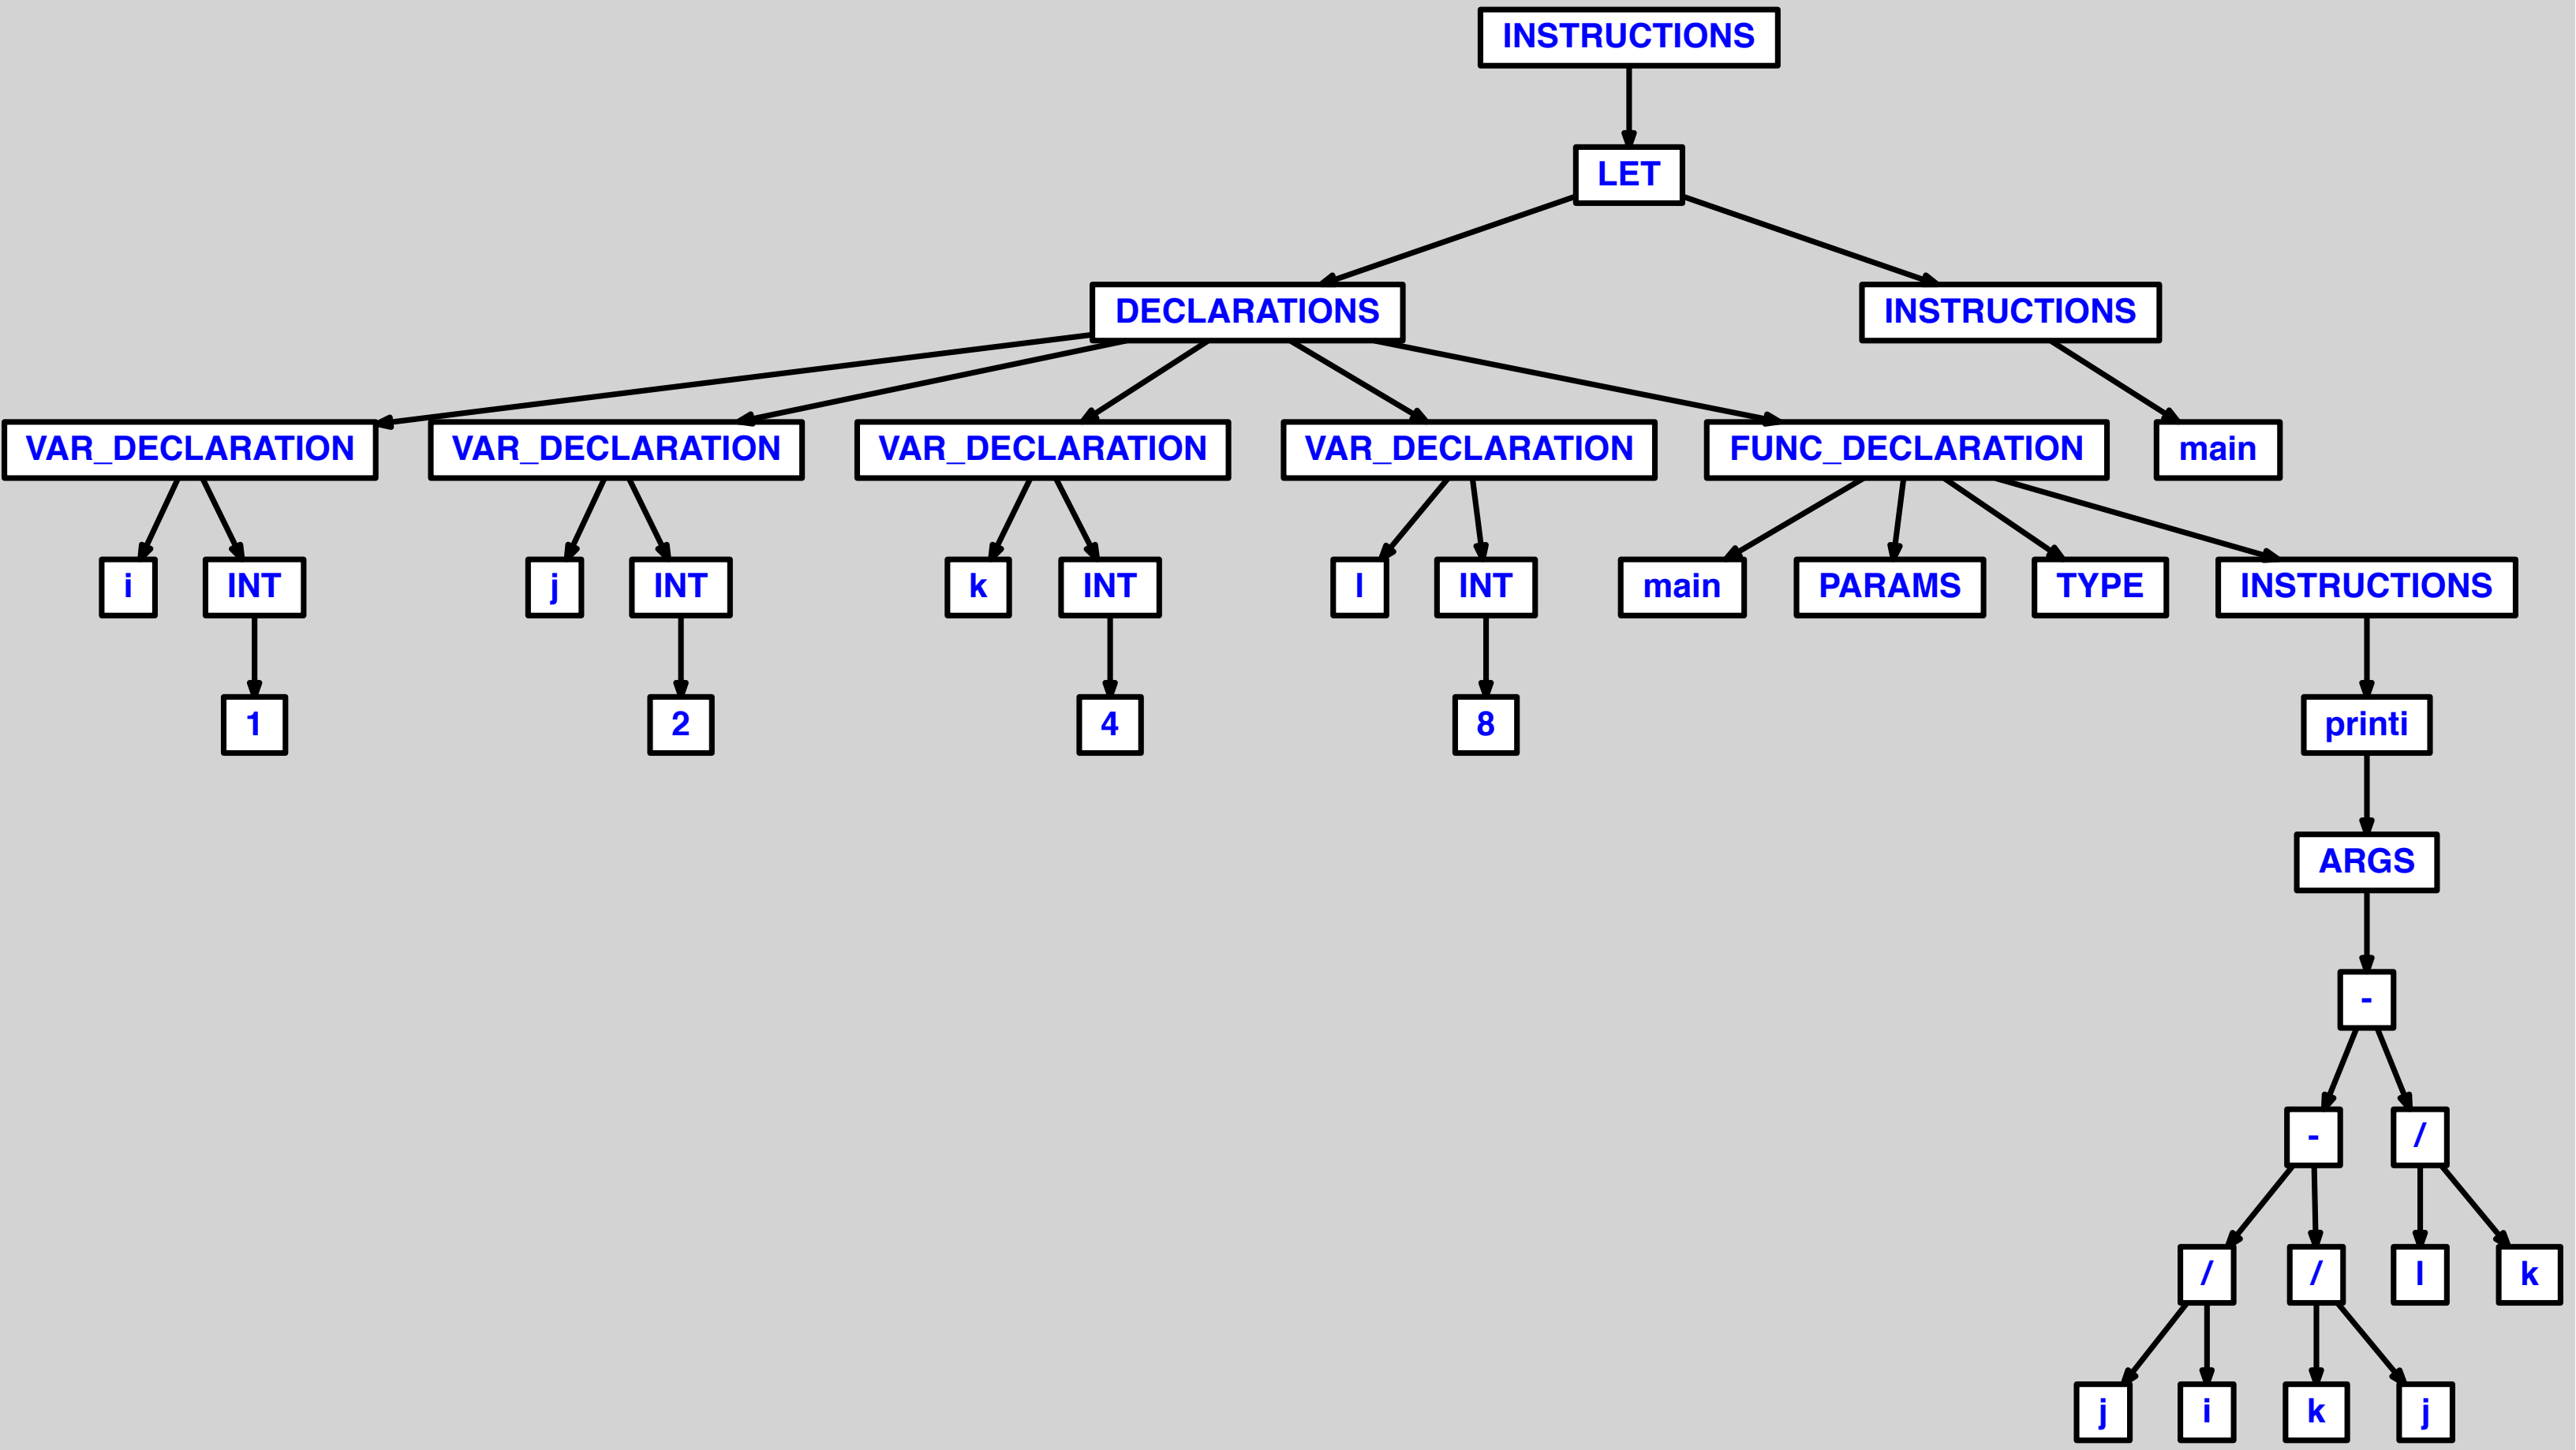 INSTRUCTIONS
LET
DECLARATIONS INSTRUCTIONS
VAR_DECLARATION VAR_DECLARATION VAR_DECLARATION VAR_DECLARATION FUNC_DECLARATION main
i INT j INT k INT l INT main PARAMS TYPE INSTRUCTIONS
1 2 4 8 printi
ARGS
-
- /
/ / l k
j i k j